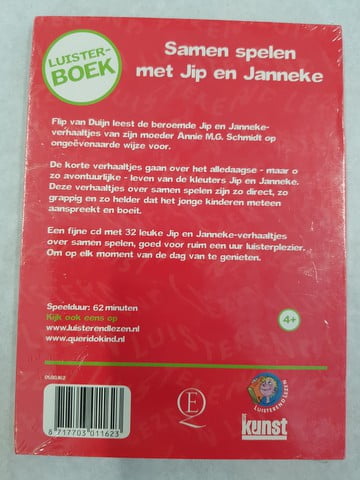 LUISTER-
BOEK
Samen spelen
met Jip en Janneke
Flip van Duijn leest de beroemde Jip en Janneke-
verhaaltjes van zijn moeder Annie M.G. Schmidt op
ongeëvenaarde wijze voor.
De korte verhaaltjes gaan over het alledaagse - maar o
zo avontuurlijke - leven van de kleuters Jip en Janneke.
Deze verhaaltjes over samen spelen zijn zo direct, zo
grappig en zo helder dat het jonge kinderen meteen
aanspreekt en boeit.
Een fijne cd met 32 leuke Jip en Janneke-verhaaltjes
over samen spelen, goed voor ruim een uur luisterplezier.
Om op elk moment van de dag van te genieten.
Speelduur: 62 minuten
Kijk ook eens op
www.luisterendlezen.nl
www.queridokind.nl
4+
8 717703 011623
EQ
LUISTEREND LEZEN
kunst